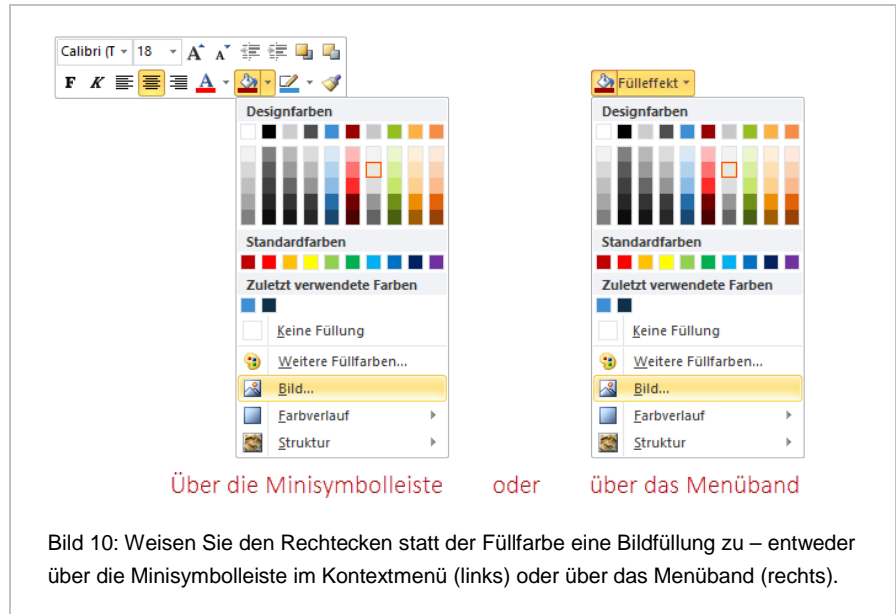 Calibri (T 18 A A
F K A
Designfarben
Standardfarben
Zuletzt verwendete Farben
Keine Füllung
Weitere Füllfarben...
Bild...
Farbverlauf
Struktur
Fülleffekt
Designfarben
Standardfarben
Zuletzt verwendete Farben
Keine Füllung
Weitere Füllfarben...
Bild...
Farbverlauf
Struktur
Über die Minisymbolleiste oder über das Menüband
Bild 10: Weisen Sie den Rechtecken statt der Füllfarbe eine Bildfüllung zu – entweder
über die Minisymbolleiste im Kontextmenü (links) oder über das Menüband (rechts).